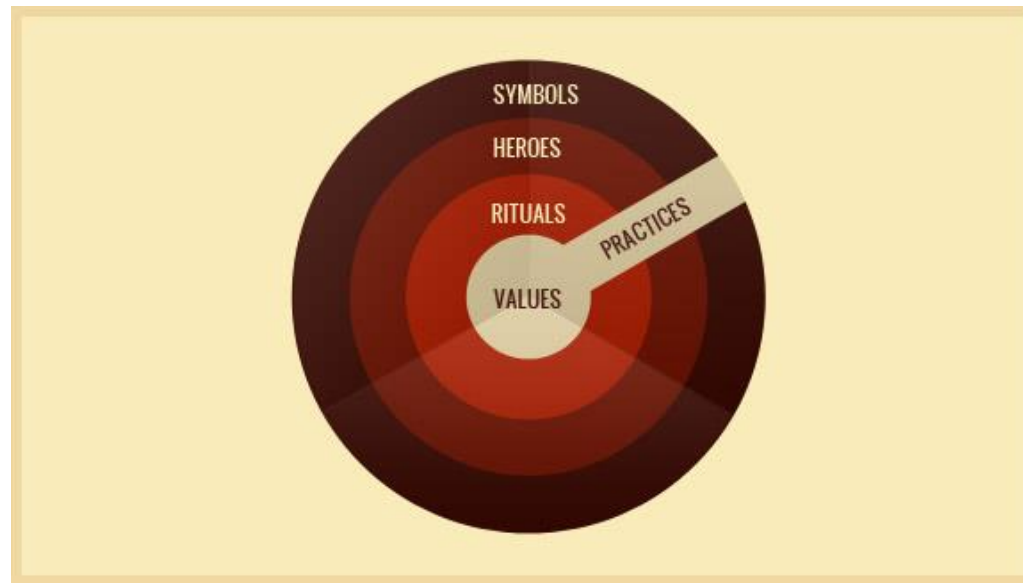 SYMBOLS
HEROES
RITUALS
PRACTICES
VALUES